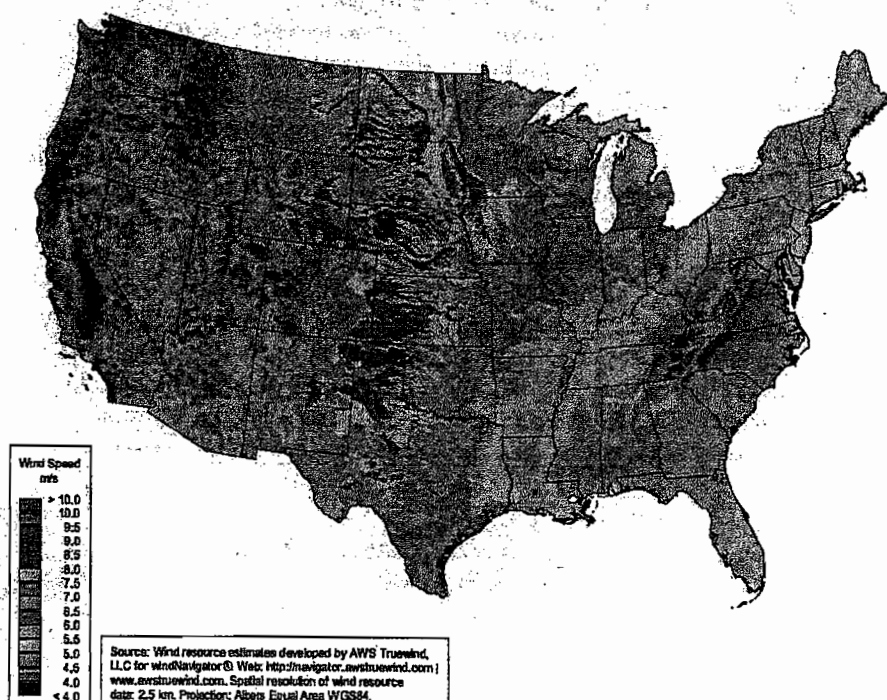 Wind Speed
m/s
> 10.0
10.0
9.5
9.0
8.5
8.0
7.5
7.0
6.5
6.0
5.5
5.0
4.5
4.0
< 4.0
Source: Wind resource estimates developed by AWS Truewind,
LLC for windNavigator® Web: http://navigator.awstruewind.com |
www.awstruewind.com. Spatial resolution of wind resource
data: 2.5 km. Projection: Albers Equal Area WGS84.